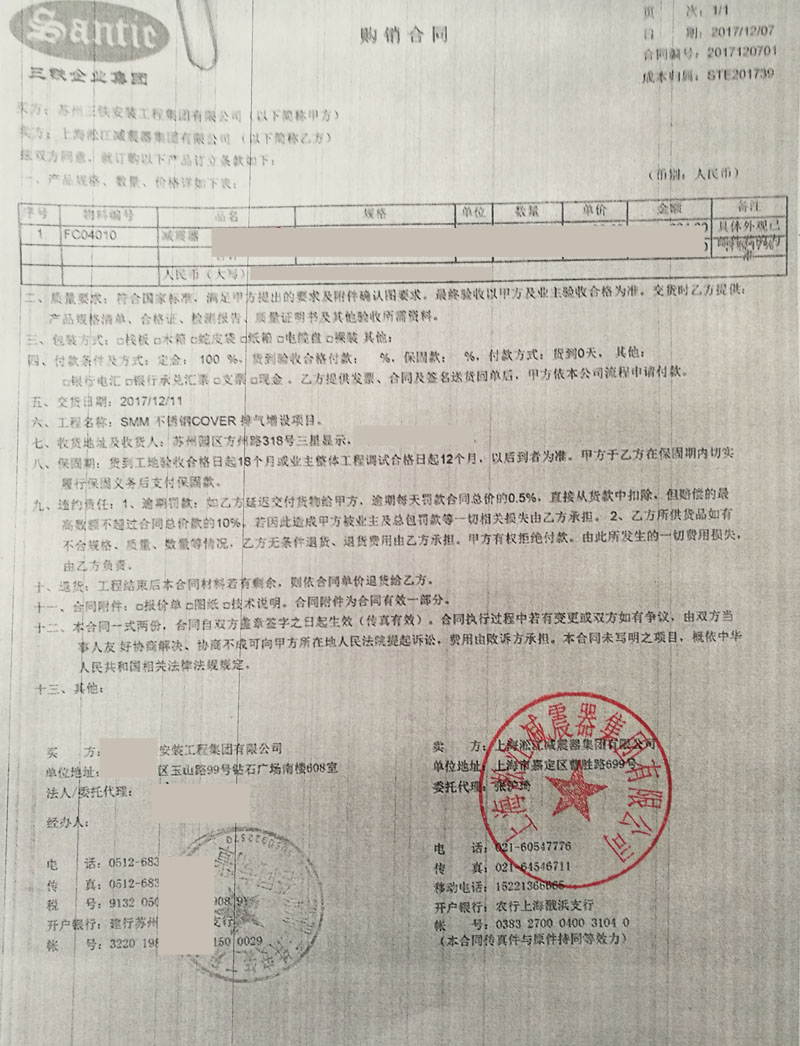 Santic
三铁企业集团
购销合同
页 次: 1/1
日 期: 2017/12/07
合同编号: 2017120701
成本归属: STE201739
买方: 苏州三铁安装工程集团有限公司（以下简称甲方）
卖方: 上海淞江减震器集团有限公司（以下简称乙方）
经双方同意, 就订购以下产品订立条款如下:
一、产品规格、数量、价格详如下表:
（币别: 人民币）
序号 物料编号 品名 规格 单位 数量 单价 金额 备注
1 FC04010 减震器 具体外观已
人民币（大写）
二、质量要求: 符合国家标准, 满足甲方提出的要求及附件确认图要求。最终验收以甲方及业主验收合格为准。交货时乙方提供:
产品规格清单、合格证、检测报告、质量证明书及其他验收所需资料。
三、包装方式: □栈板 □木箱 □蛇皮袋 □纸箱 □电缆盘 □裸装 其他:
四、付款条件及方式: 定金: 100 %, 货到验收合格付款: %, 保固款: %, 付款方式: 货到0天, 其他:
□银行电汇 □银行承兑汇票 □支票 □现金 。乙方提供发票、合同及签名送货回单后, 甲方依本公司流程申请付款。
五、交货日期: 2017/12/11
六、工程名称: SMM 不锈钢COVER 排气增设项目。
七、收货地址及收货人: 苏州园区方州路318号三星显示,
八、保固期: 货到工地验收合格日起18个月或业主整体工程调试合格日起12个月, 以后到者为准。甲方于乙方在保固期内切实
履行保固义务后支付保固款。
九、违约责任: 1、逾期罚款: 如乙方延迟交付货物给甲方, 逾期每天罚款合同总价的0.5%, 直接从货款中扣除, 但赔偿的最
高数额不超过合同总价款的10%, 若因此造成甲方被业主及总包罚款等一切相关损失由乙方承担。 2、乙方所供货品如有
不合规格、质量、数量等情况, 乙方无条件退货、退货费用由乙方承担。甲方有权拒绝付款。由此所发生的一切费用损失,
由乙方负责。
十、退货: 工程结束后本合同材料若有剩余, 则依合同单价退货给乙方。
十一、合同附件: □报价单 □图纸 □技术说明。合同附件为合同有效一部分。
十二、本合同一式两份, 合同自双方盖章签字之日起生效（传真有效）。合同执行过程中若有变更或双方如有争议, 由双方当
事人友 好协商解决、协商不成可向甲方所在地人民法院提起诉讼, 费用由败诉方承担。本合同未写明之项目, 概依中华
人民共和国相关法律法规规定。
十三、其他:
买 方: 安装工程集团有限公司
单位地址: 区玉山路99号钻石广场南楼608室
法人/委托代理:
经办人:
电 话: 0512-683
传 真: 0512-683
税 号: 9132 050
开户银行: 建行苏州 支行
帐 号: 3220 198 150 0029
卖 方: 上海淞江减震器集团有限公司
单位地址: 上海市嘉定区曹胜路699号
委托代理: 张沪琦
电 话: 021-60547776
传 真: 021-64546711
移动电话: 15221366665
开户银行: 农行上海戬浜支行
帐 号: 0383 2700 0400 3104 0
（本合同传真件与原件持同等效力）
上海淞江减震器集团有限公司